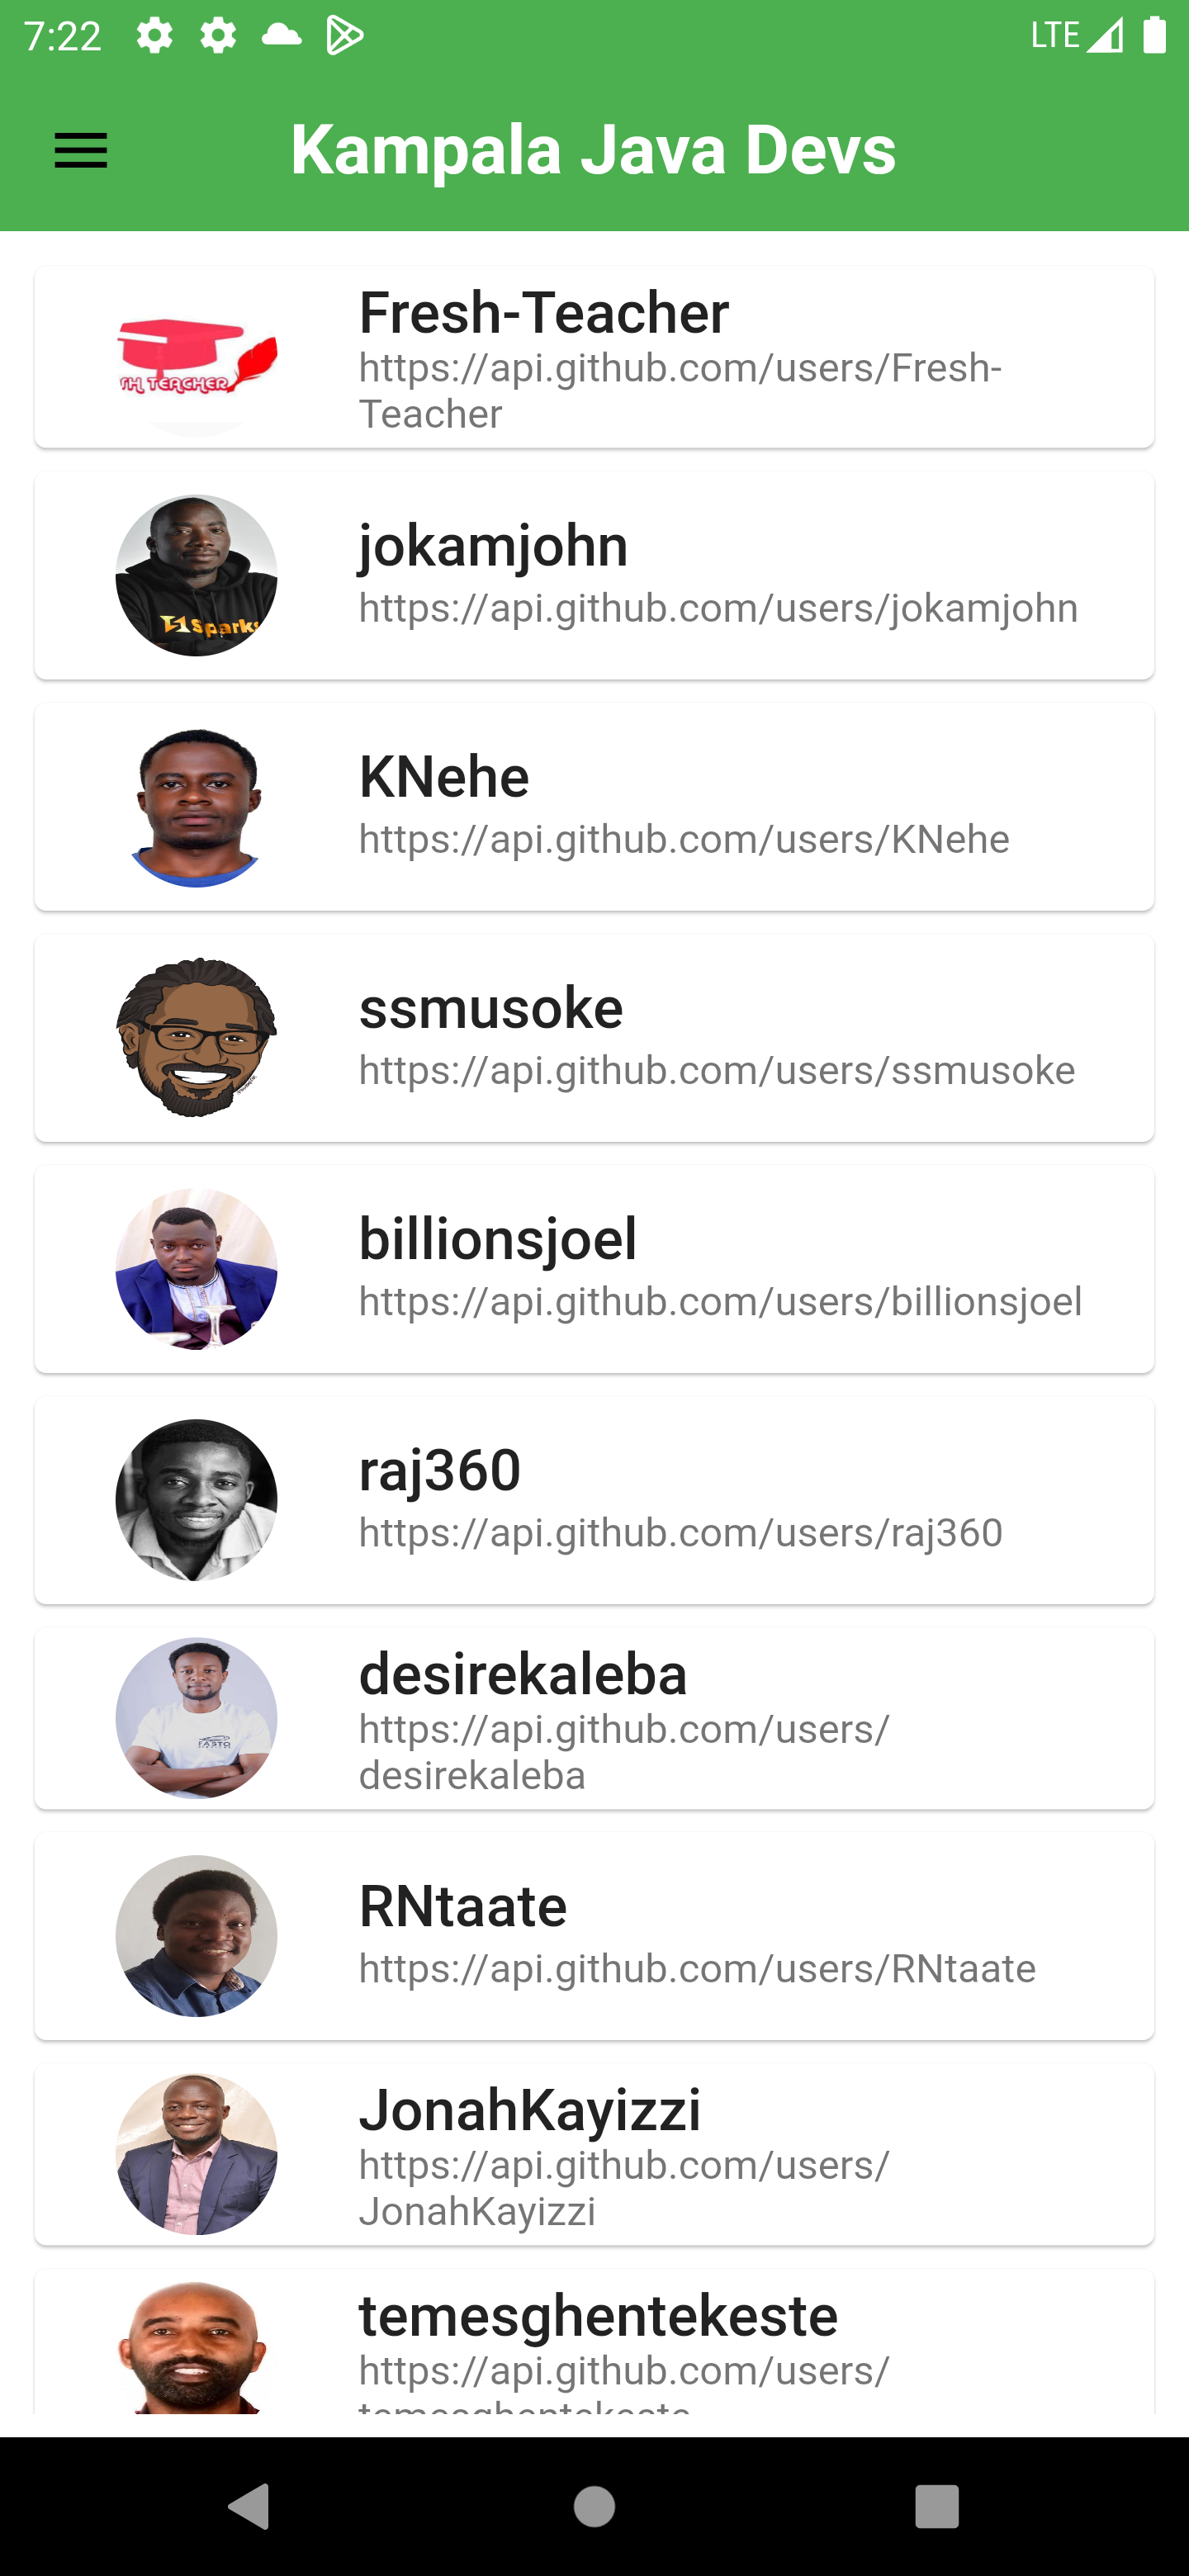 7:22
LTE
Kampala Java Devs
TEACHER
Fresh-Teacher
https://api.github.com/users/Fresh-
Teacher
jokamjohn
https://api.github.com/users/jokamjohn
KNehe
https://api.github.com/users/KNehe
ssmusoke
https://api.github.com/users/ssmusoke
billionsjoel
https://api.github.com/users/billionsjoel
raj360
https://api.github.com/users/raj360
FASTO
desirekaleba
https://api.github.com/users/
desirekaleba
RNtaate
https://api.github.com/users/RNtaate
JonahKayizzi
https://api.github.com/users/
JonahKayizzi
temesghentekeste
https://api.github.com/users/
temesghentekeste